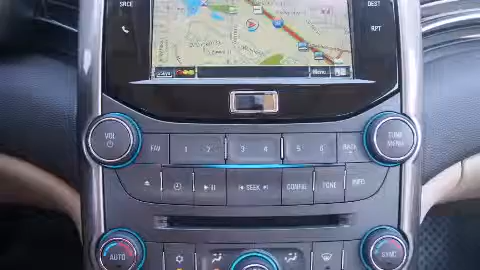 SRCE
DEST
RPT
Menu
VOL
FAV
1 2
3 4
5 6
BACK
TUNE
MENU
SEEK
CONFIG
TONE
INFO
AUTO
SYNC